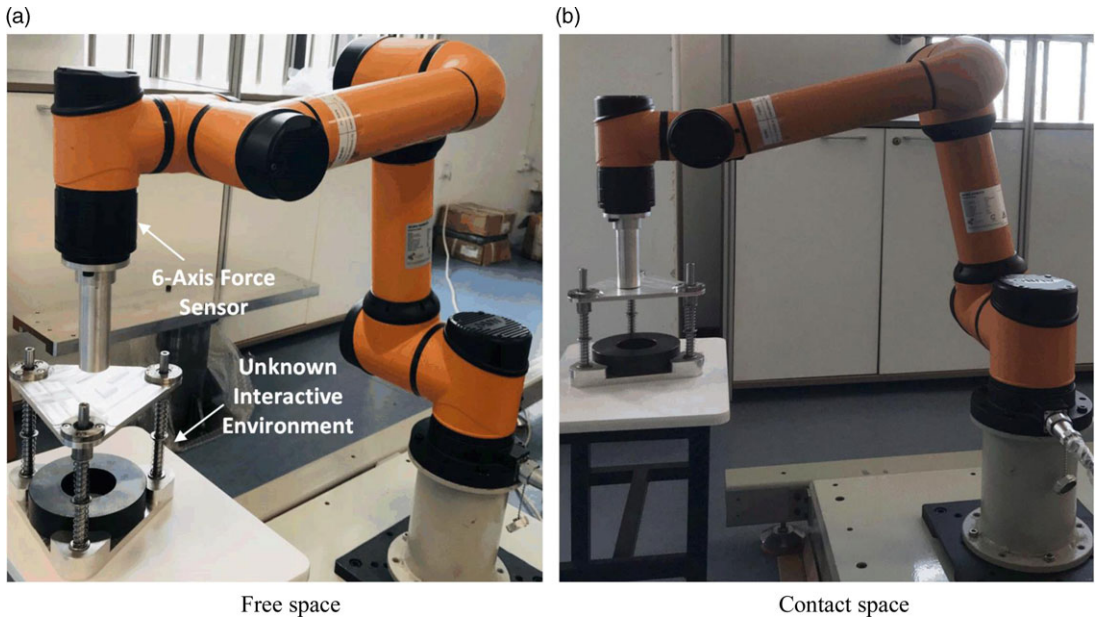 (a)
(b)
6-Axis Force
Sensor
Unknown
Interactive
Environment
Free space
Contact space